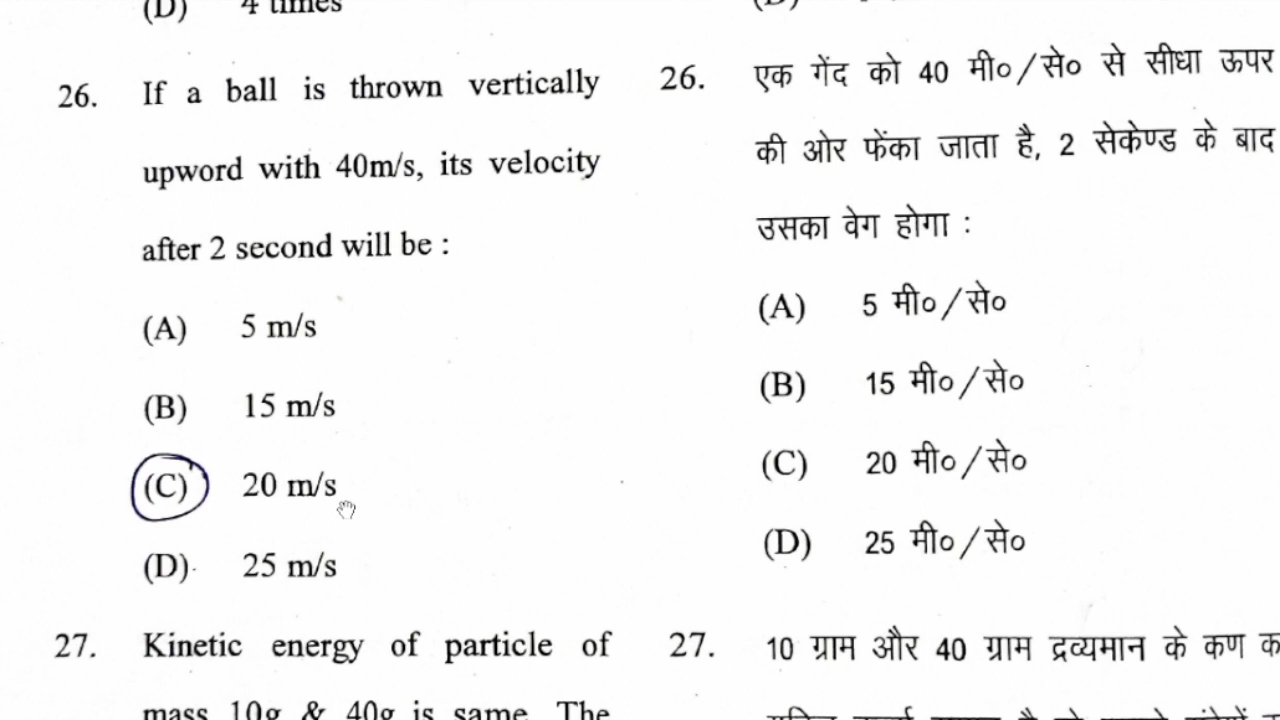 (D) 4 times
26. If a ball is thrown vertically
upword with 40m/s, its velocity
after 2 second will be :
(A) 5 m/s
(B) 15 m/s
(C) 20 m/s
(D) 25 m/s
27. Kinetic energy of particle of
mass 10g & 40g is same. The
26. एक गेंद को 40 मी०/से० से सीधा ऊपर
की ओर फेंका जाता है, 2 सेकेण्ड के बाद
उसका वेग होगा :
(A) 5 मी०/से०
(B) 15 मी०/से०
(C) 20 मी०/से०
(D) 25 मी०/से०
27. 10 ग्राम और 40 ग्राम द्रव्यमान के कण